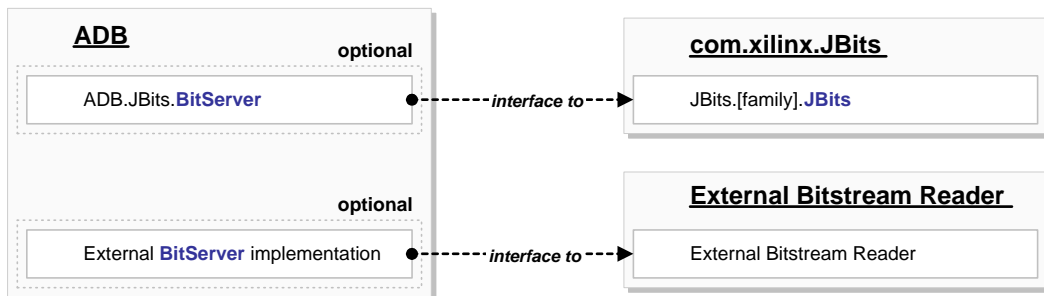 ADB
optional
ADB.JBits.BitServer
interface to
com.xilinx.JBits
JBits.[family].JBits
optional
External BitServer implementation
interface to
External Bitstream Reader
External Bitstream Reader